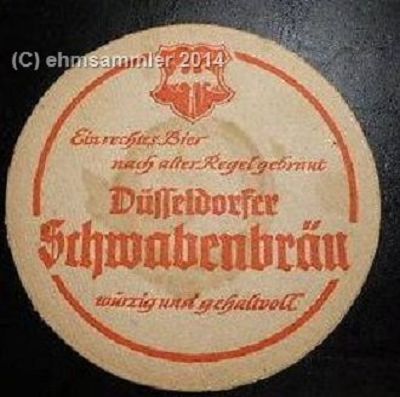 (C) ehmsammler 2014
Ein rechtes Bier
nach alter Regel gebraut
Düsseldorfer
Schwabenbräu
würzig und gehaltvoll